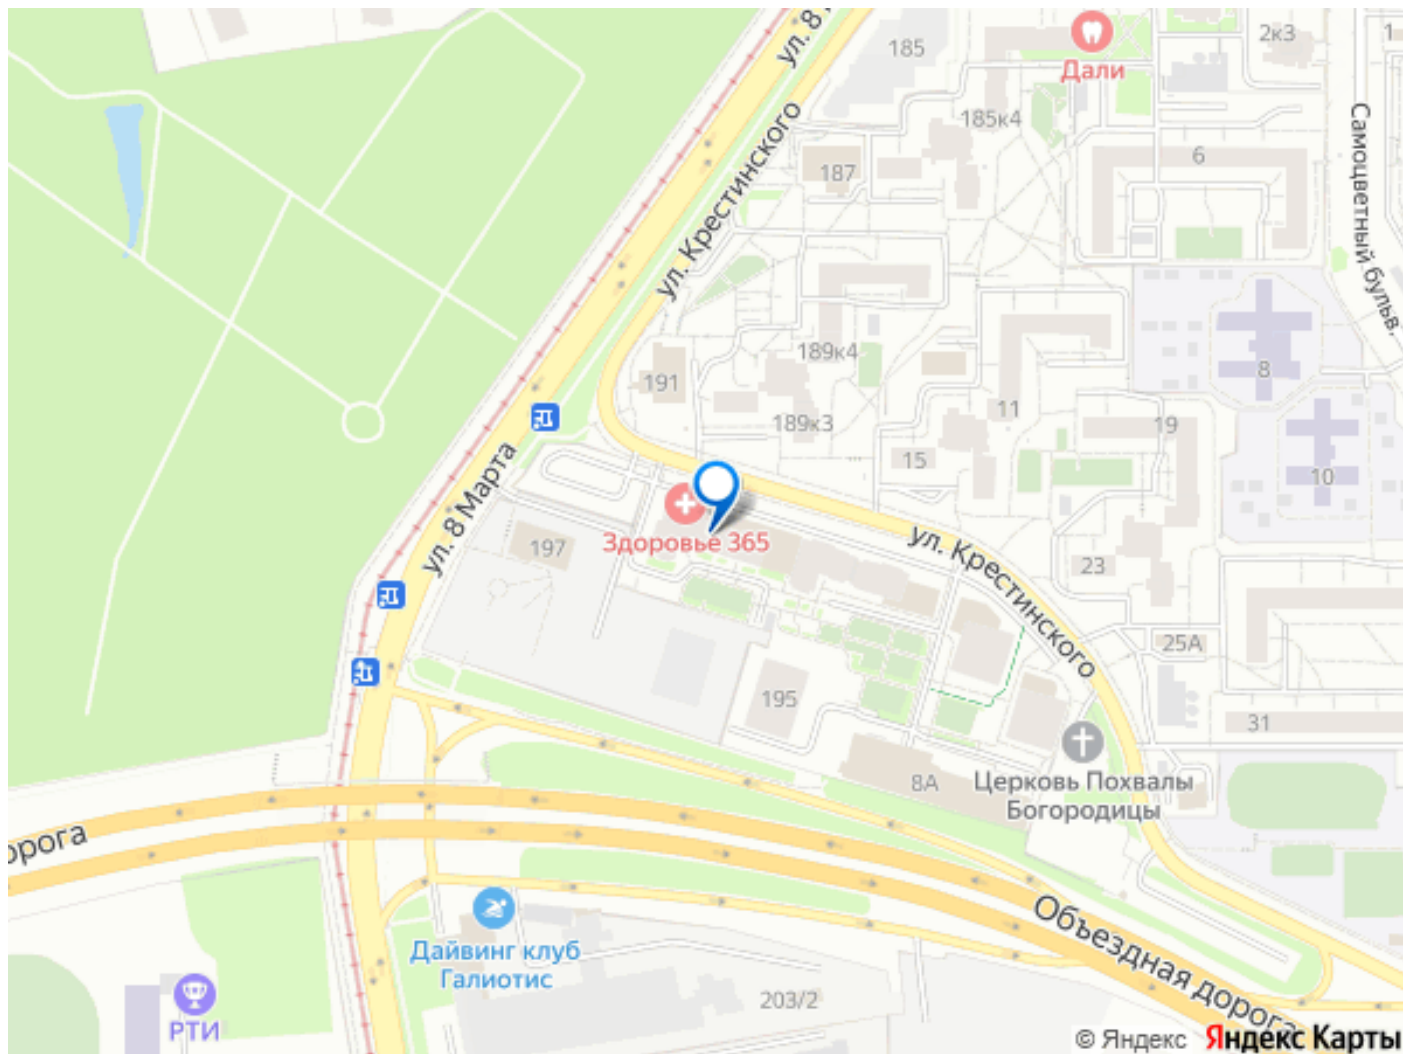 ул. 8
185
2к3
1
Дали
185к4
187
6
Самоцветный бульв.
ул. Крестинского
189к4
191
189к3
11
19
8
15
10
ул. 8 Марта
197
Здоровье 365
ул. Крестинского
23
25А
195
31
8А
Церковь Похвалы
Богородицы
орога
Объездная дорога
Дайвинг клуб
Галиотис
203/2
РТИ
© Яндекс
Яндекс Карты